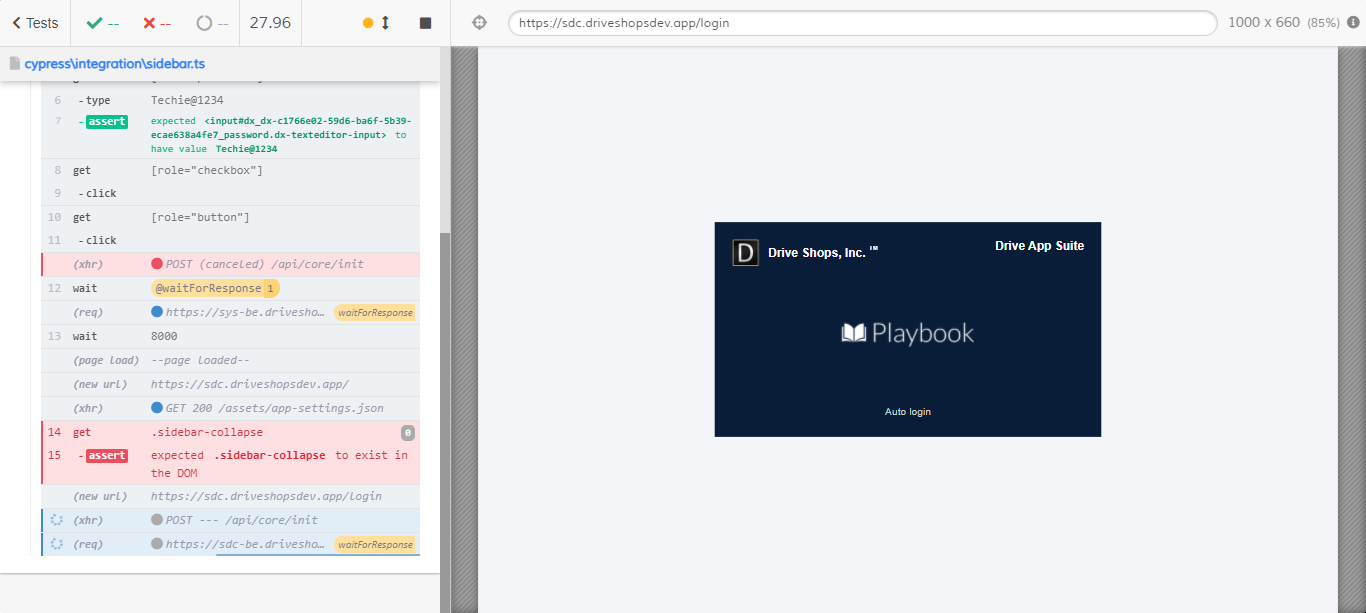 Tests -- -- -- 27.96 https://sdc.driveshopsdev.app/login 1000 x 660 (85%)
cypress\integration\sidebar.ts
6 -type Techie@1234
7 -assert expected <input#dx_dx-c1766e02-59d6-ba6f-5b39-
ecae638a4fe7_password.dx-texteditor-input> to
have value Techie@1234
8 get [role="checkbox"]
9 -click
10 get [role="button"]
11 -click
(xhr) POST (canceled) /api/core/init
12 wait @waitForResponse 1
(req) https://sys-be.drivesho… waitForResponse
13 wait 8000
(page load) --page loaded--
(new url) https://sdc.driveshopsdev.app/
(xhr) GET 200 /assets/app-settings.json
14 get .sidebar-collapse 0
15 -assert expected .sidebar-collapse to exist in
the DOM
(new url) https://sdc.driveshopsdev.app/login
(xhr) POST --- /api/core/init
(req) https://sdc-be.drivesho… waitForResponse
D Drive Shops, Inc. ™ Drive App Suite
Playbook
Auto login